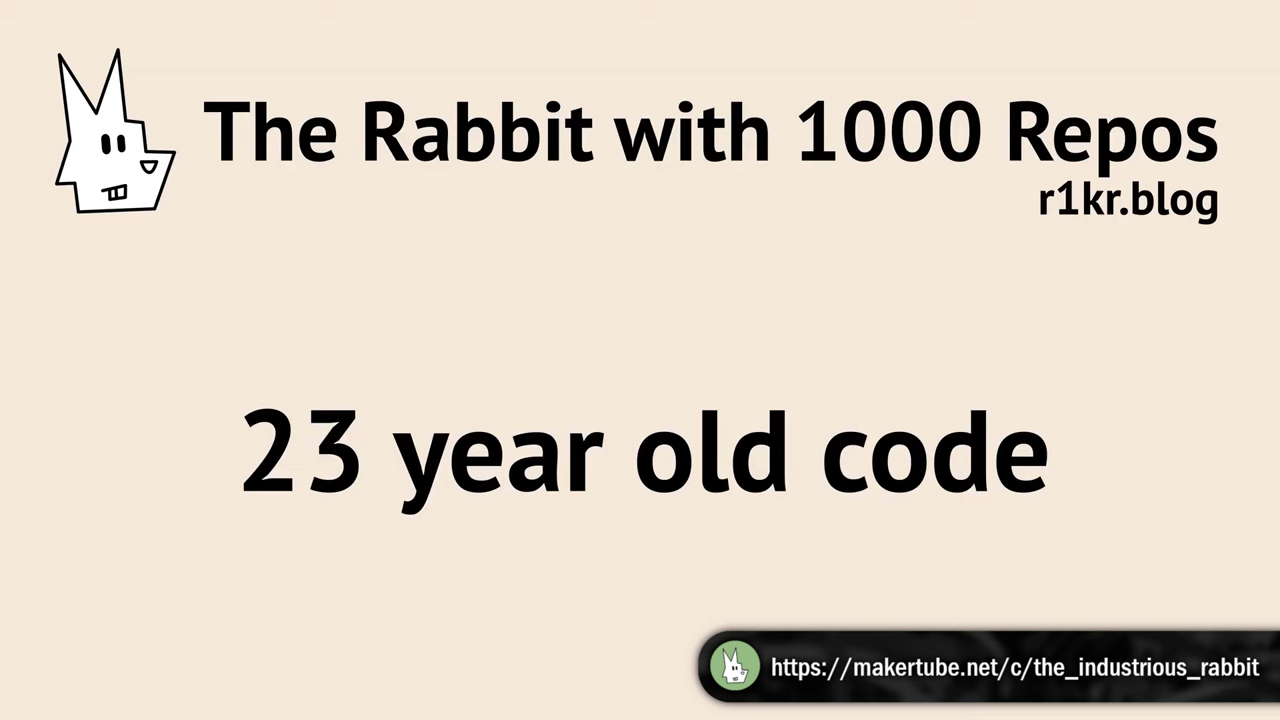 The Rabbit with 1000 Repos
r1kr.blog
23 year old code
https://makertube.net/c/the_industrious_rabbit